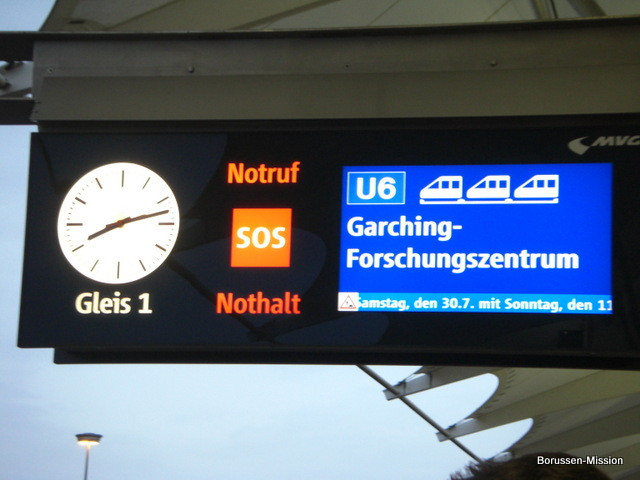 MVG
Notruf
SOS
Nothalt
Gleis 1
U6
Garching-
Forschungszentrum
Samstag, den 30.7. mit Sonntag, den 11
Borussen-Mission